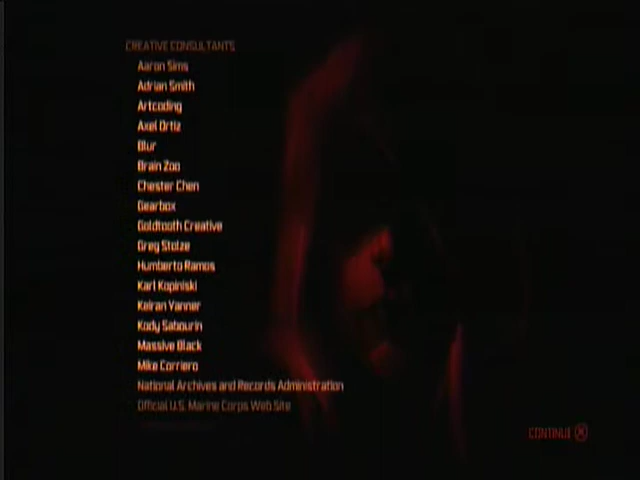 CREATIVE CONSULTANTS
Aaron Sims
Adrian Smith
Artcoding
Axel Ortiz
Blur
Brain Zoo
Chester Chen
Gearbox
Goldtooth Creative
Greg Stolze
Humberto Ramos
Karl Kopinski
Keiran Yanner
Kody Sabourin
Massive Black
Mike Corriero
National Archives and Records Administration
Official U.S. Marine Corps Web Site
CONTINUE X